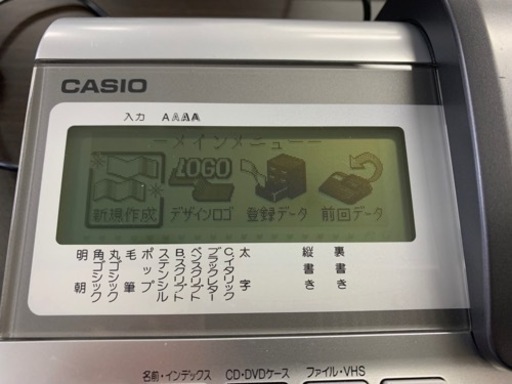 CASIO
入力 AAAA
メインメニュー
新規作成 デザインロゴ 登録データ 前回データ
LOGO
明朝
角ゴシック
丸ゴシック
毛筆
ポップ
ステンシル
B.スクリプト
ペンスクリプト
ブラックレター
C.イタリック
太字
縦書き
裏書き
名前・インデックス CD・DVDケース ファイル・VHS